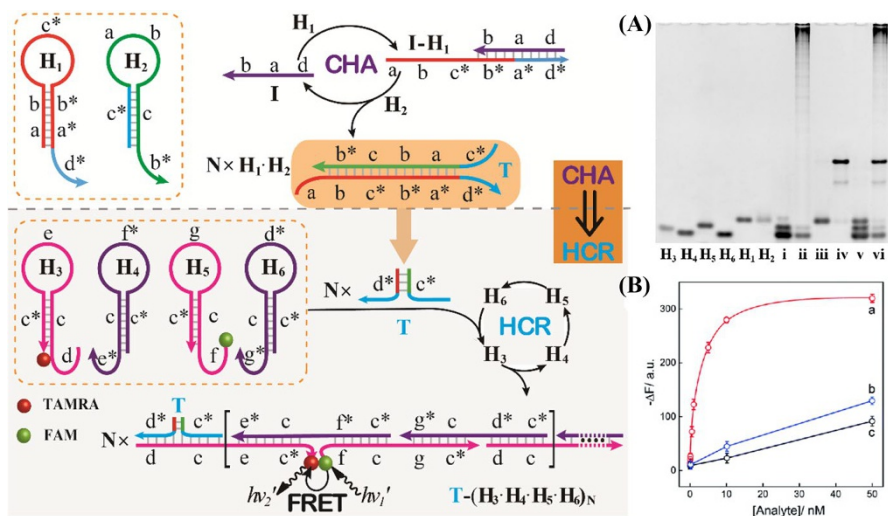 c*
H1
b b*
a a*
d*
a b
H2
c* c
b*
H1
b a d
I
CHA
I-H1
b a d
a b c* b* a* d*
H2
b* c b a c*
N× H1·H2
T
a b c* b* a* d*
CHA
HCR
e
H3
c* c
d
f*
H4
c c*
e*
g
H5
c* c
f
d*
H6
c c*
g*
N×
d* c*
T
H6 H5
HCR
H3 H4
TAMRA
FAM
T
d* c* e* c f* c* g* c* d* c*
N×
d c e c* f c g c* d c
N
hν2' FRET hν1'
T-(H3·H4·H5·H6)N
(A)
H3 H4 H5 H6 H1 H2 i ii iii iv v vi
(B)
-ΔF/ a.u.
300
200
100
0
a
b
c
0 10 20 30 40 50
[Analyte]/ nM